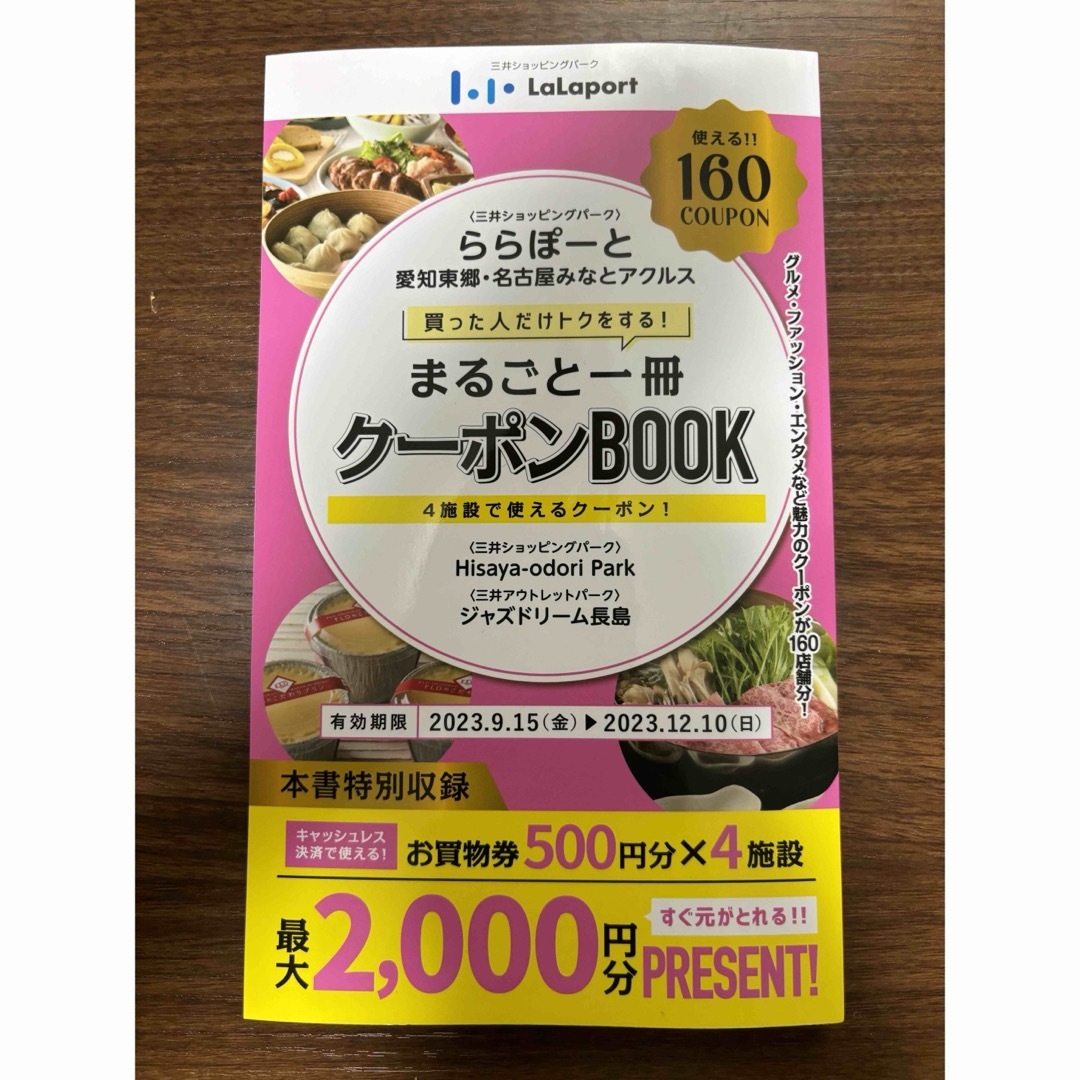 三井ショッピングパーク
LaLaport
使える!!
160
COUPON
〈三井ショッピングパーク〉
ららぽーと
愛知東郷・名古屋みなとアクルス
買った人だけトクをする!
まるごと一冊
クーポンBOOK
4施設で使えるクーポン!
〈三井ショッピングパーク〉
Hisaya-odori Park
〈三井アウトレットパーク〉
ジャズドリーム長島
グルメ・ファッション・エンタメなど魅力のクーポンが160店舗分!
有効期限 2023.9.15(金)▶2023.12.10(日)
本書特別収録
キャッシュレス
決済で使える!
お買物券500円分×4施設
最大2,000円分
すぐ元がとれる!!
PRESENT!